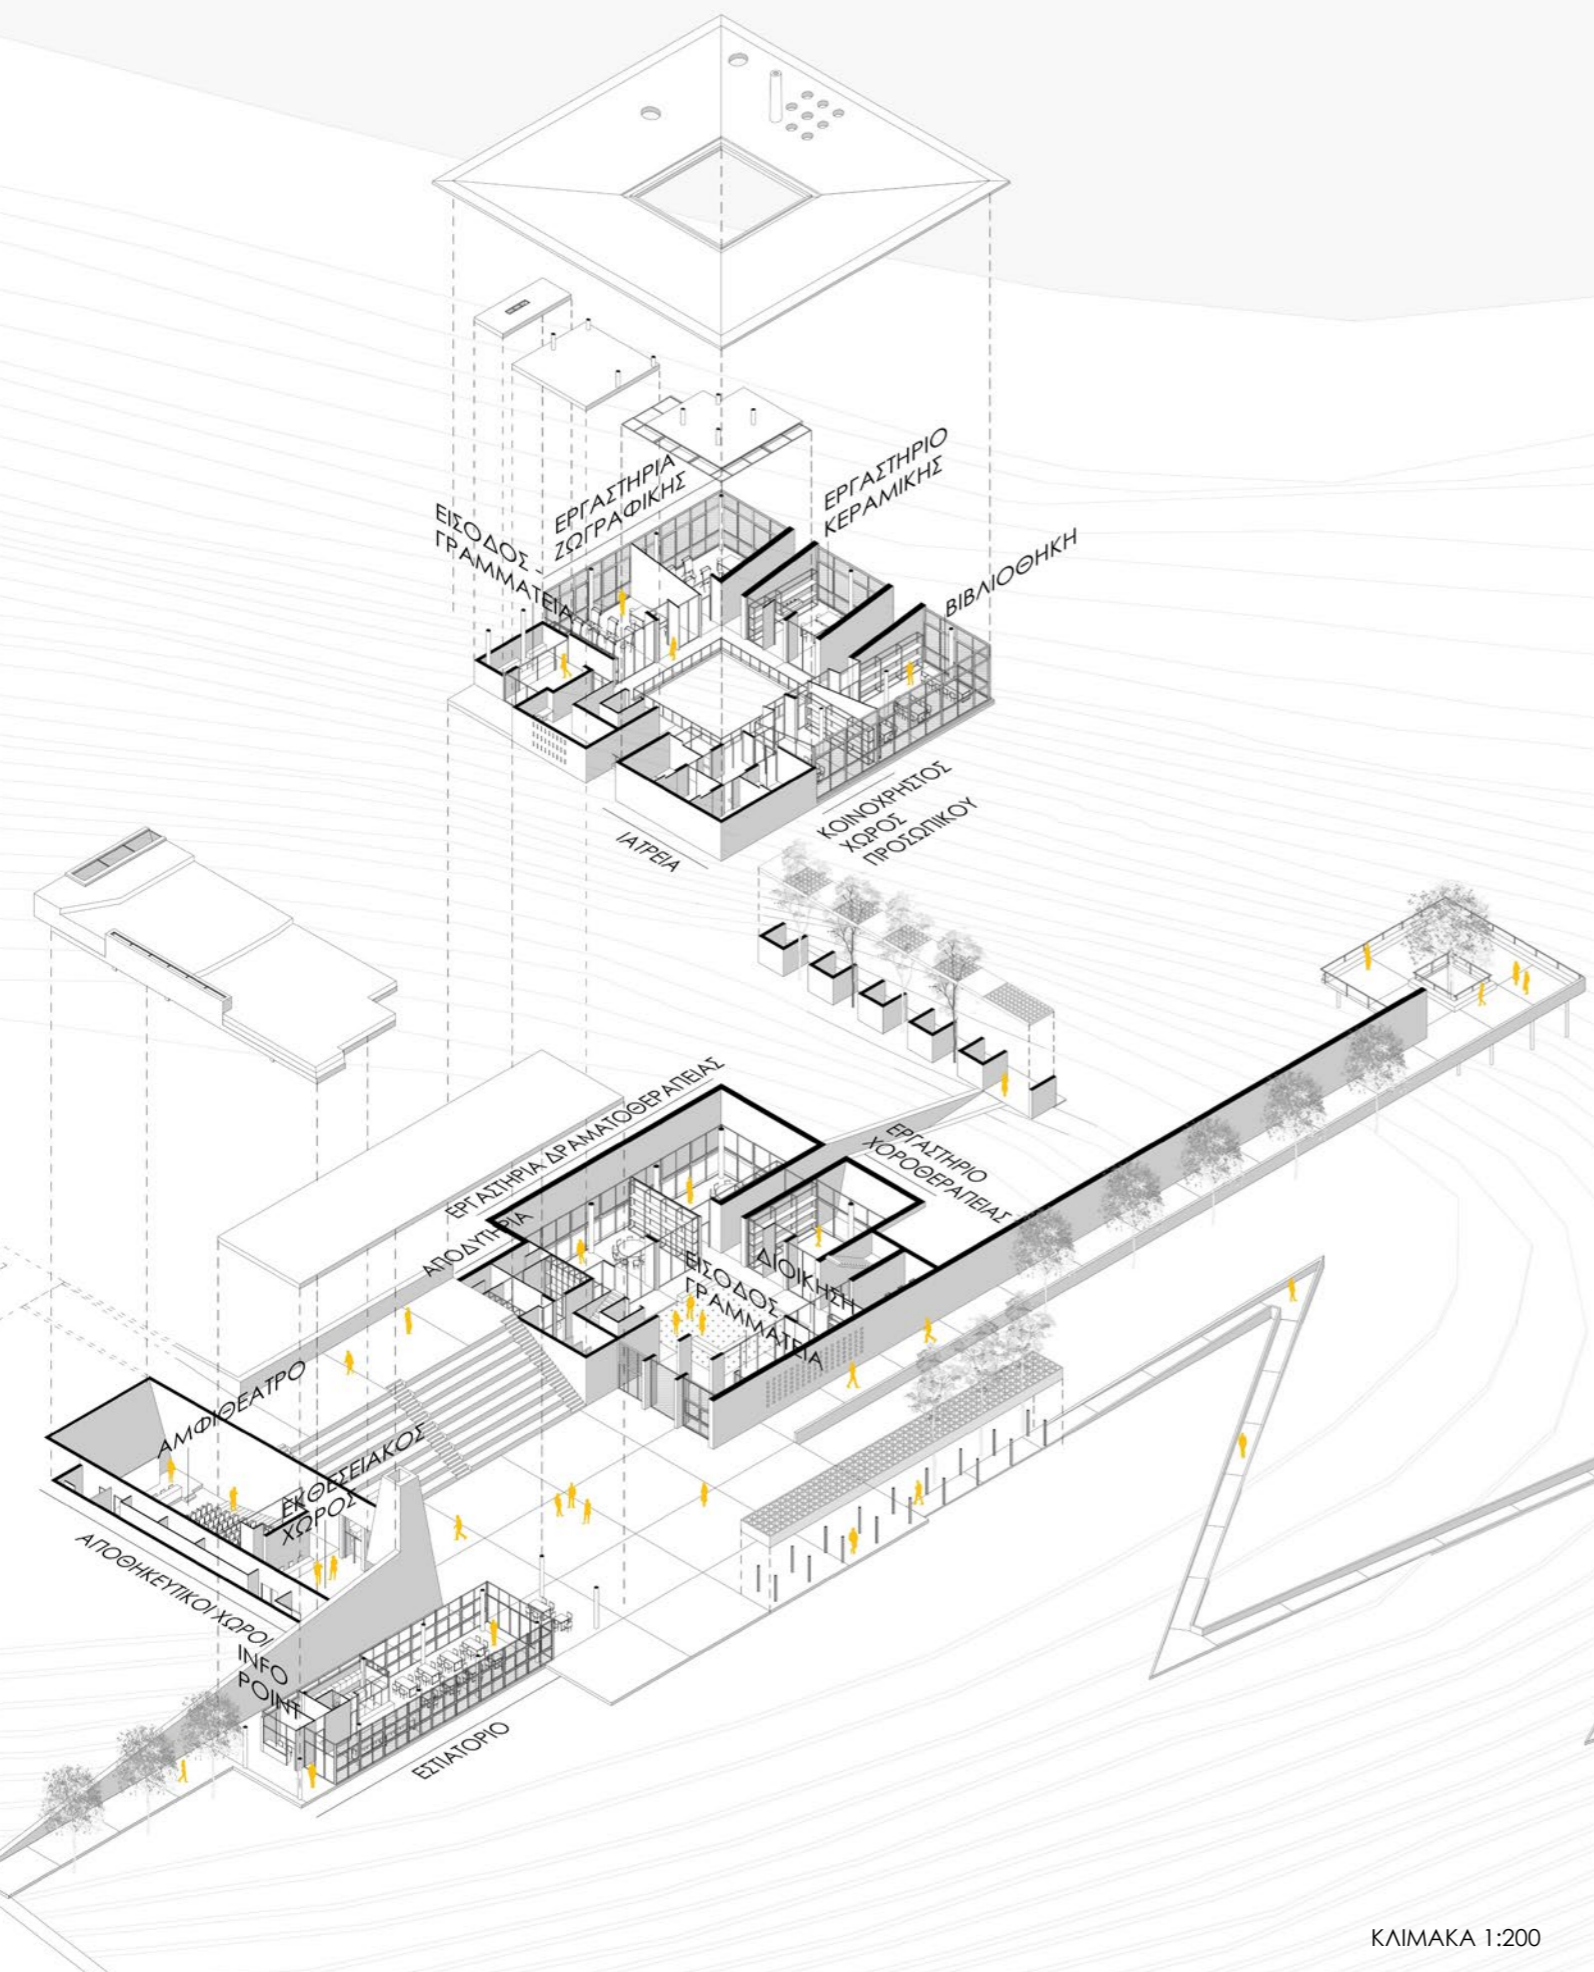 ΕΡΓΑΣΤΗΡΙΑ
ΖΩΓΡΑΦΙΚΗΣ
ΕΡΓΑΣΤΗΡΙΟ
ΚΕΡΑΜΙΚΗΣ
ΕΙΣΟΔΟΣ -
ΓΡΑΜΜΑΤΕΙΑ
ΒΙΒΛΙΟΘΗΚΗ
ΙΑΤΡΕΙΑ
ΚΟΙΝΟΧΡΗΣΤΟΣ
ΧΩΡΟΣ
ΠΡΟΣΩΠΙΚΟΥ
ΕΡΓΑΣΤΗΡΙΑ ΔΡΑΜΑΤΟΘΕΡΑΠΕΙΑΣ
ΕΡΓΑΣΤΗΡΙΟ
ΧΟΡΟΘΕΡΑΠΕΙΑΣ
ΑΠΟΔΥΤΗΡΙΑ
ΔΙΟΙΚΗΣΗ
ΕΙΣΟΔΟΣ
ΓΡΑΜΜΑΤΕΙΑ
ΑΜΦΙΘΕΑΤΡΟ
ΕΚΘΕΣΕΙΑΚΟΣ
ΧΩΡΟΣ
ΑΠΟΘΗΚΕΥΤΙΚΟΙ ΧΩΡΟΙ
INFO
POINT
ΕΣΤΙΑΤΟΡΙΟ
ΚΛΙΜΑΚΑ 1:200